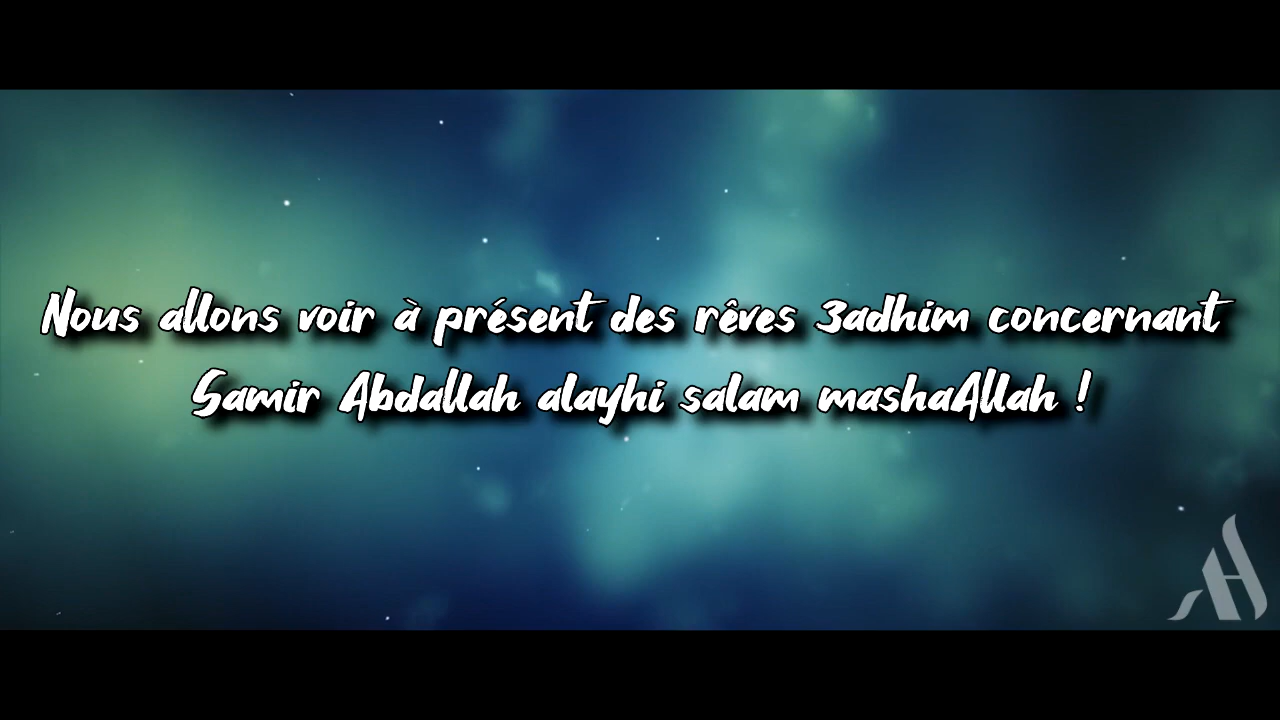 Nous allons voir à présent des rêves 3adhim concernant
Samir Abdallah alayhi salam mashaAllah !